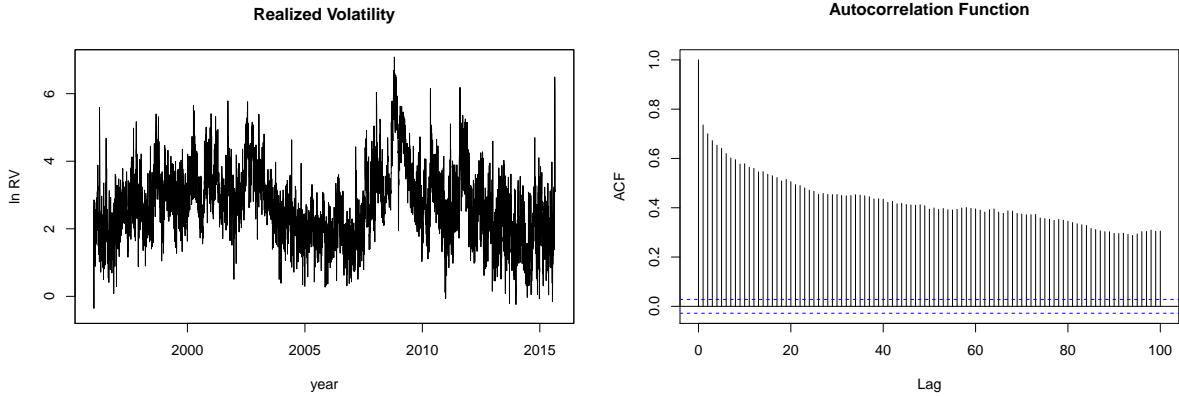 Realized Volatility
ln RV
6
4
2
0
2000 2005 2010 2015
year
Autocorrelation Function
ACF
1.0
0.8
0.6
0.4
0.2
0.0
0 20 40 60 80 100
Lag